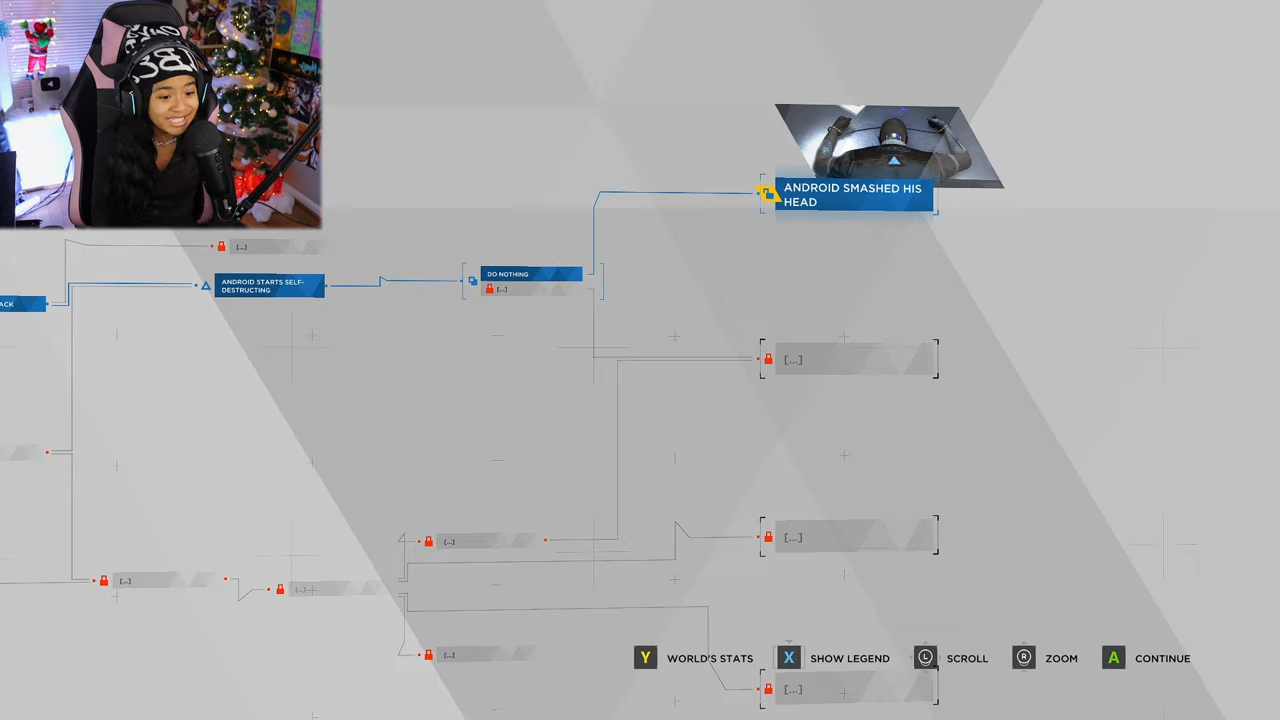 [...]
ANDROID SMASHED HIS
HEAD
ANDROID STARTS SELF-
DESTRUCTING
DO NOTHING
[...]
ACK
[...]
[...]
[...]
[...]
[...]
[...]
[...]
Y WORLD'S STATS X SHOW LEGEND L SCROLL R ZOOM A CONTINUE